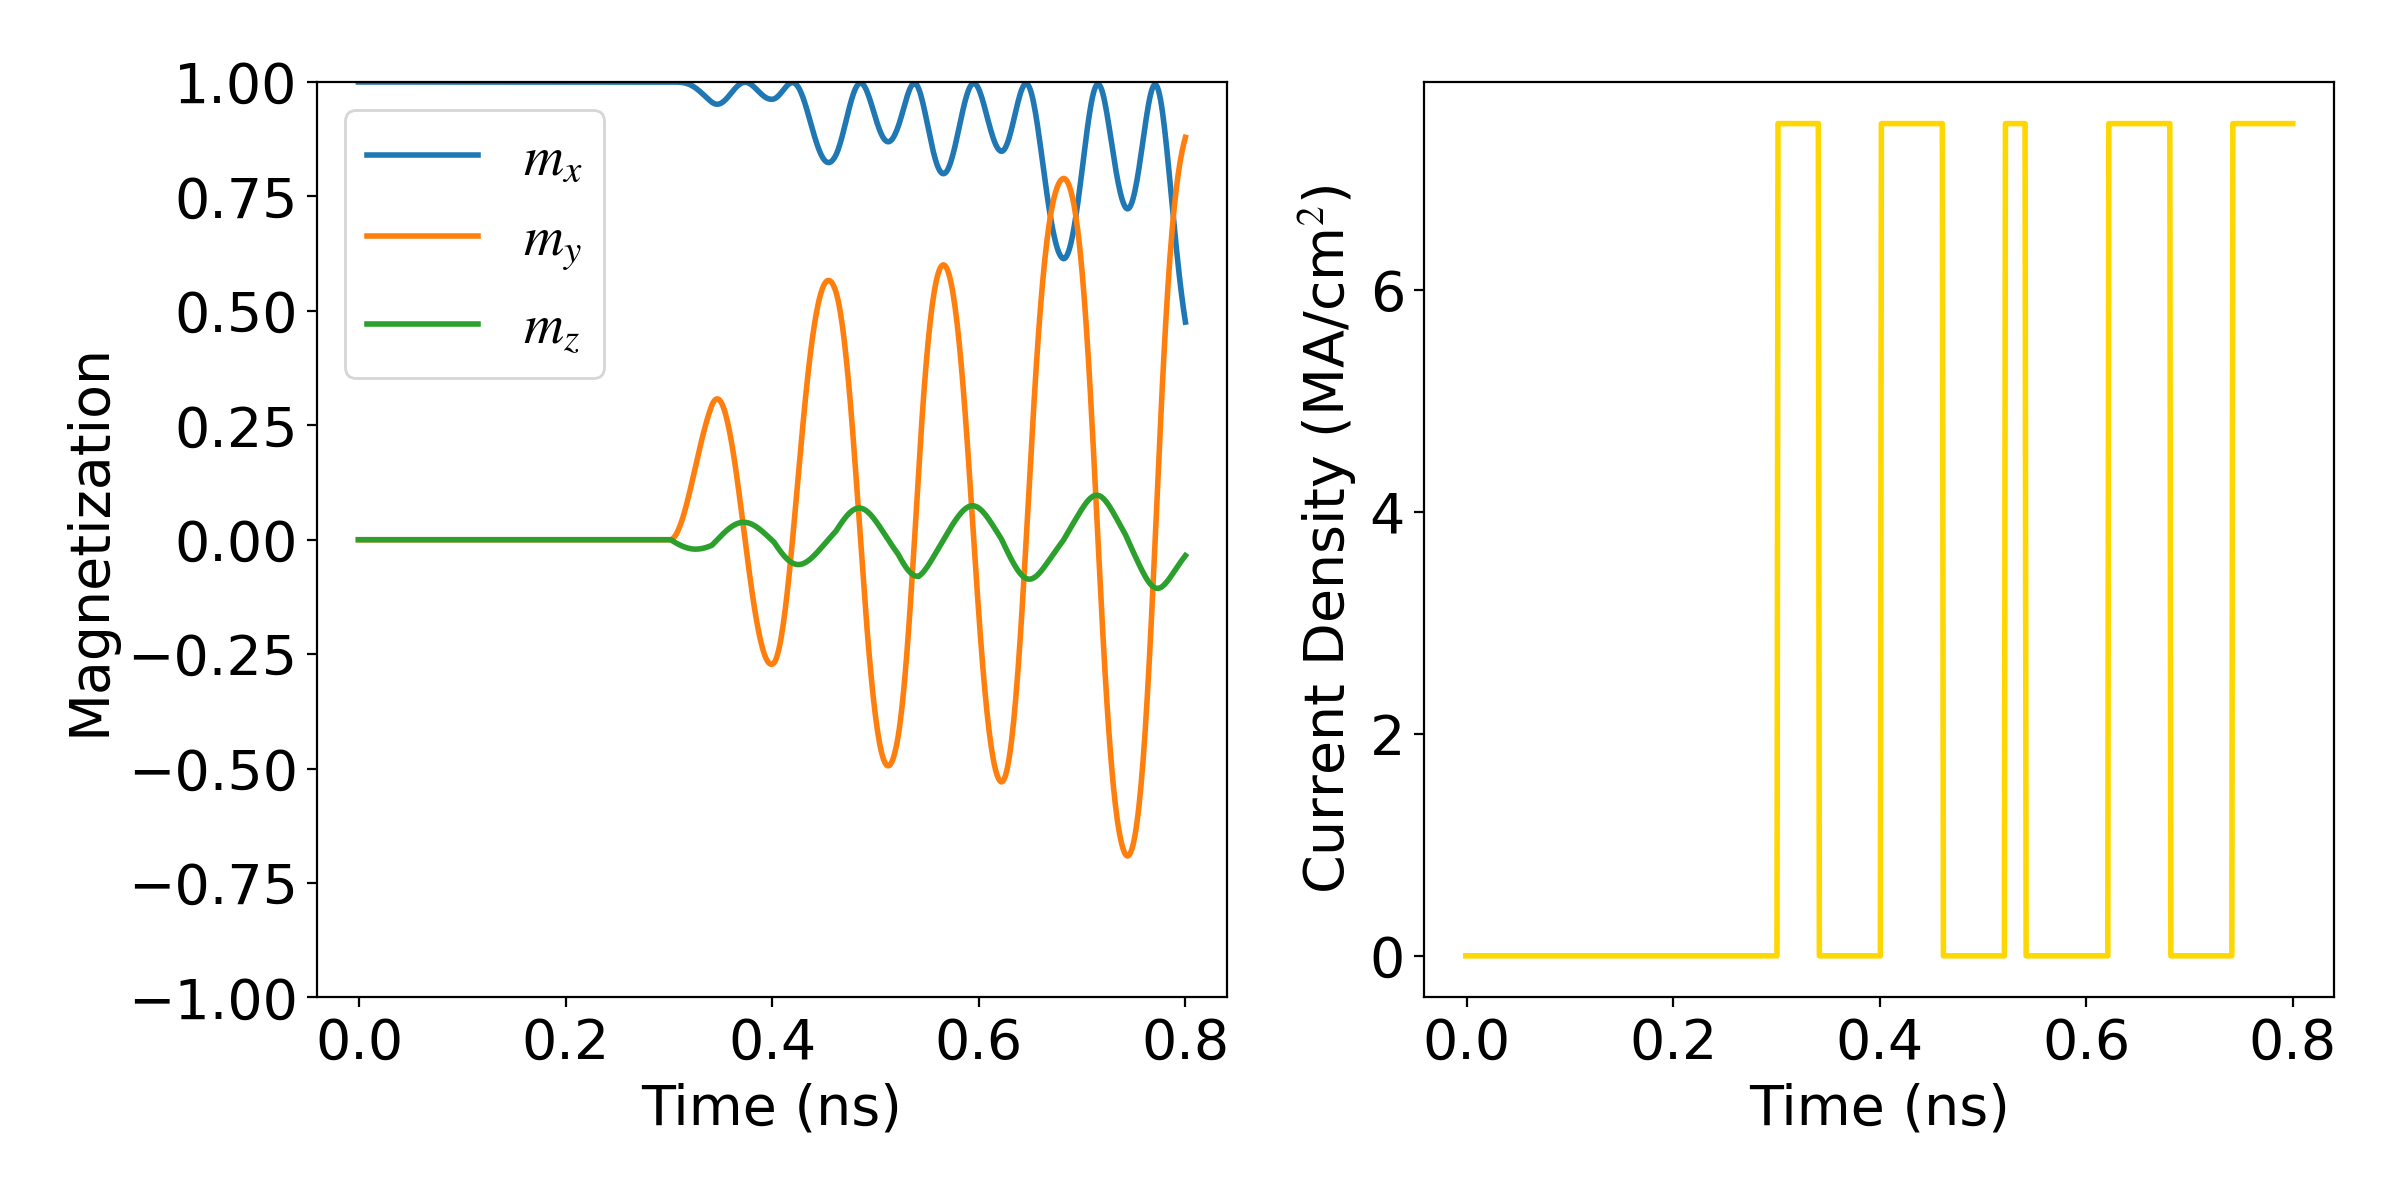 1.00
0.75
0.50
0.25
0.00
−0.25
−0.50
−0.75
−1.00
Magnetization
m_x
m_y
m_z
0.0 0.2 0.4 0.6 0.8
Time (ns)
6
4
2
0
Current Density (MA/cm²)
0.0 0.2 0.4 0.6 0.8
Time (ns)